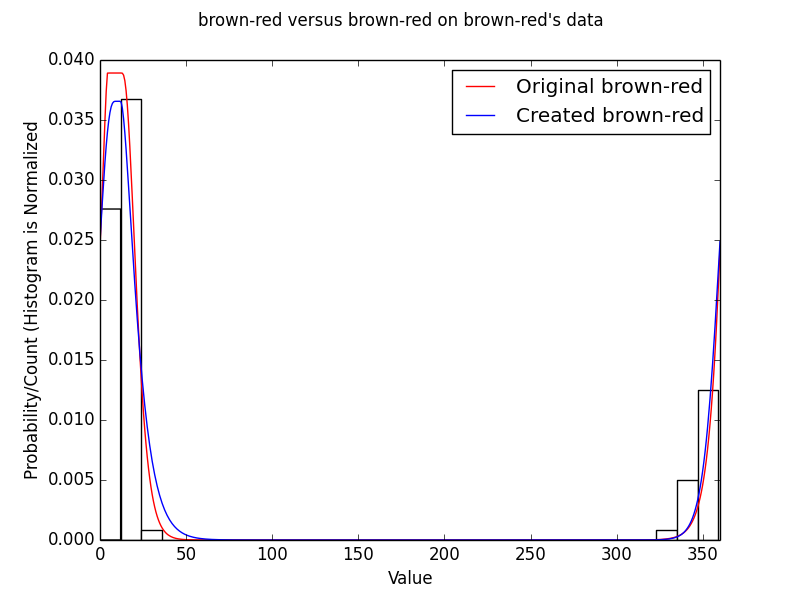 brown-red versus brown-red on brown-red's data
0.040
0.035
0.030
0.025
0.020
0.015
0.010
0.005
0.000
Probability/Count (Histogram is Normalized
Original brown-red
Created brown-red
0 50 100 150 200 250 300 350
Value